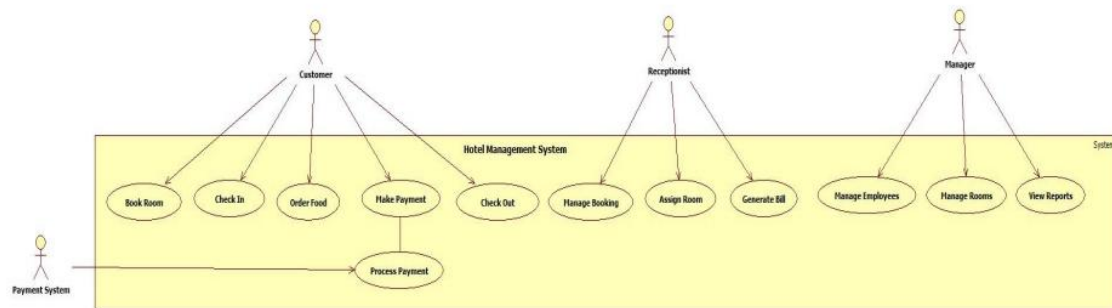 Customer
Receptionist
Manager
Hotel Management System
System
Book Room
Check In
Order Food
Make Payment
Check Out
Manage Booking
Assign Room
Generate Bill
Manage Employees
Manage Rooms
View Reports
Process Payment
Payment System